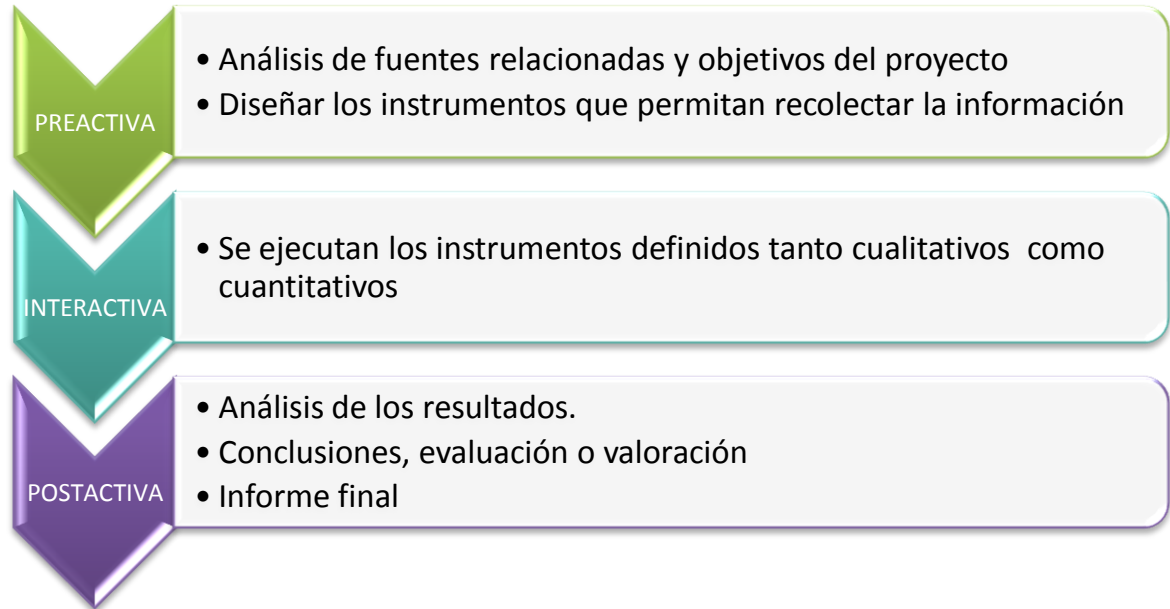 PREACTIVA
• Análisis de fuentes relacionadas y objetivos del proyecto
• Diseñar los instrumentos que permitan recolectar la información
INTERACTIVA
• Se ejecutan los instrumentos definidos tanto cualitativos como
cuantitativos
POSTACTIVA
• Análisis de los resultados.
• Conclusiones, evaluación o valoración
• Informe final